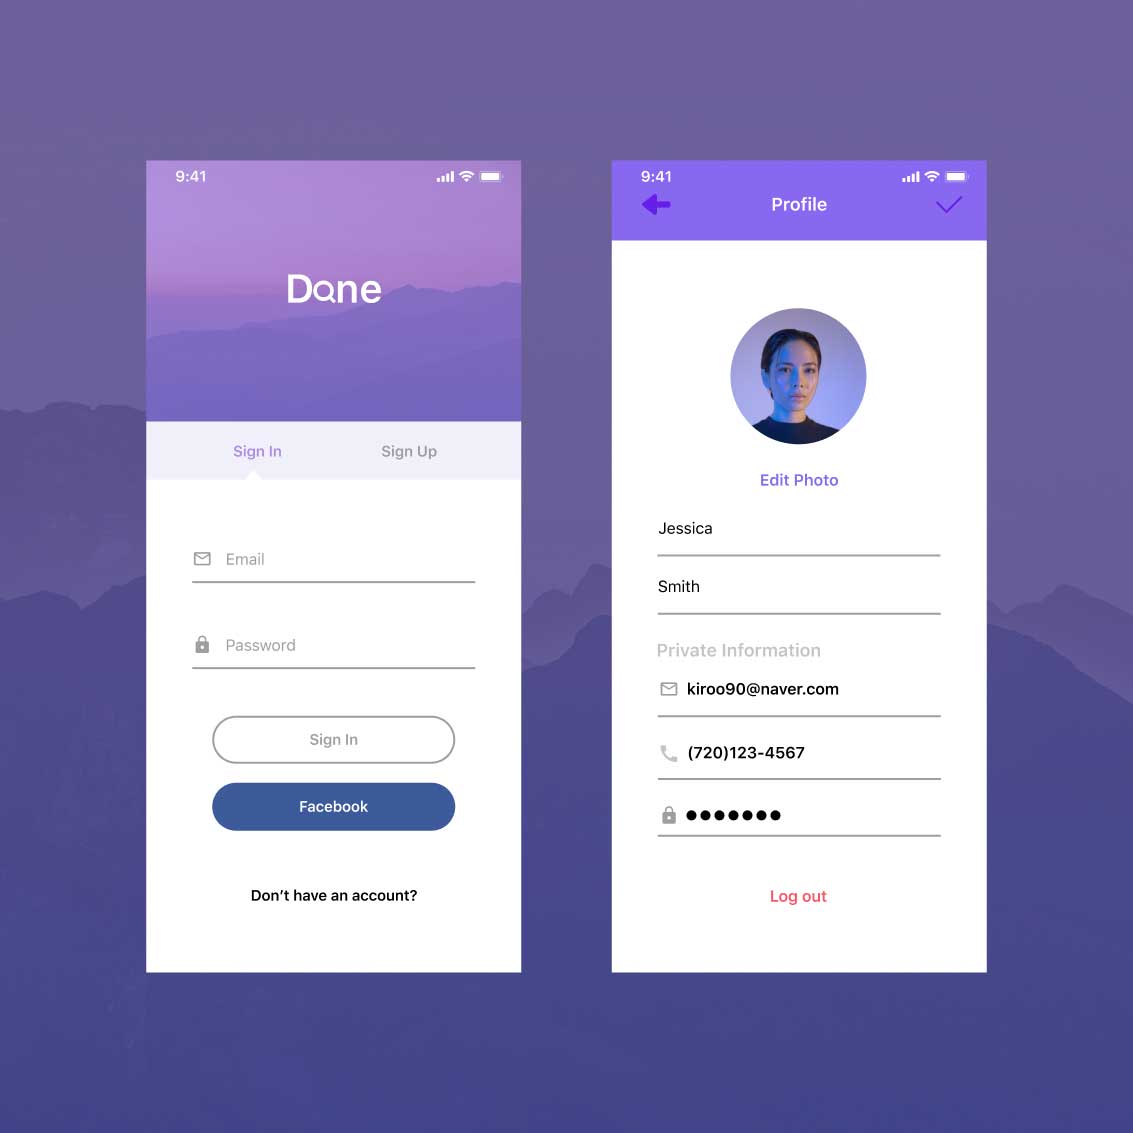 9:41
Done
Sign In
Sign Up
Email
Password
Sign In
Facebook
Don’t have an account?
9:41
Profile
Edit Photo
Jessica
Smith
Private Information
kiroo90@naver.com
(720)123-4567
Log out